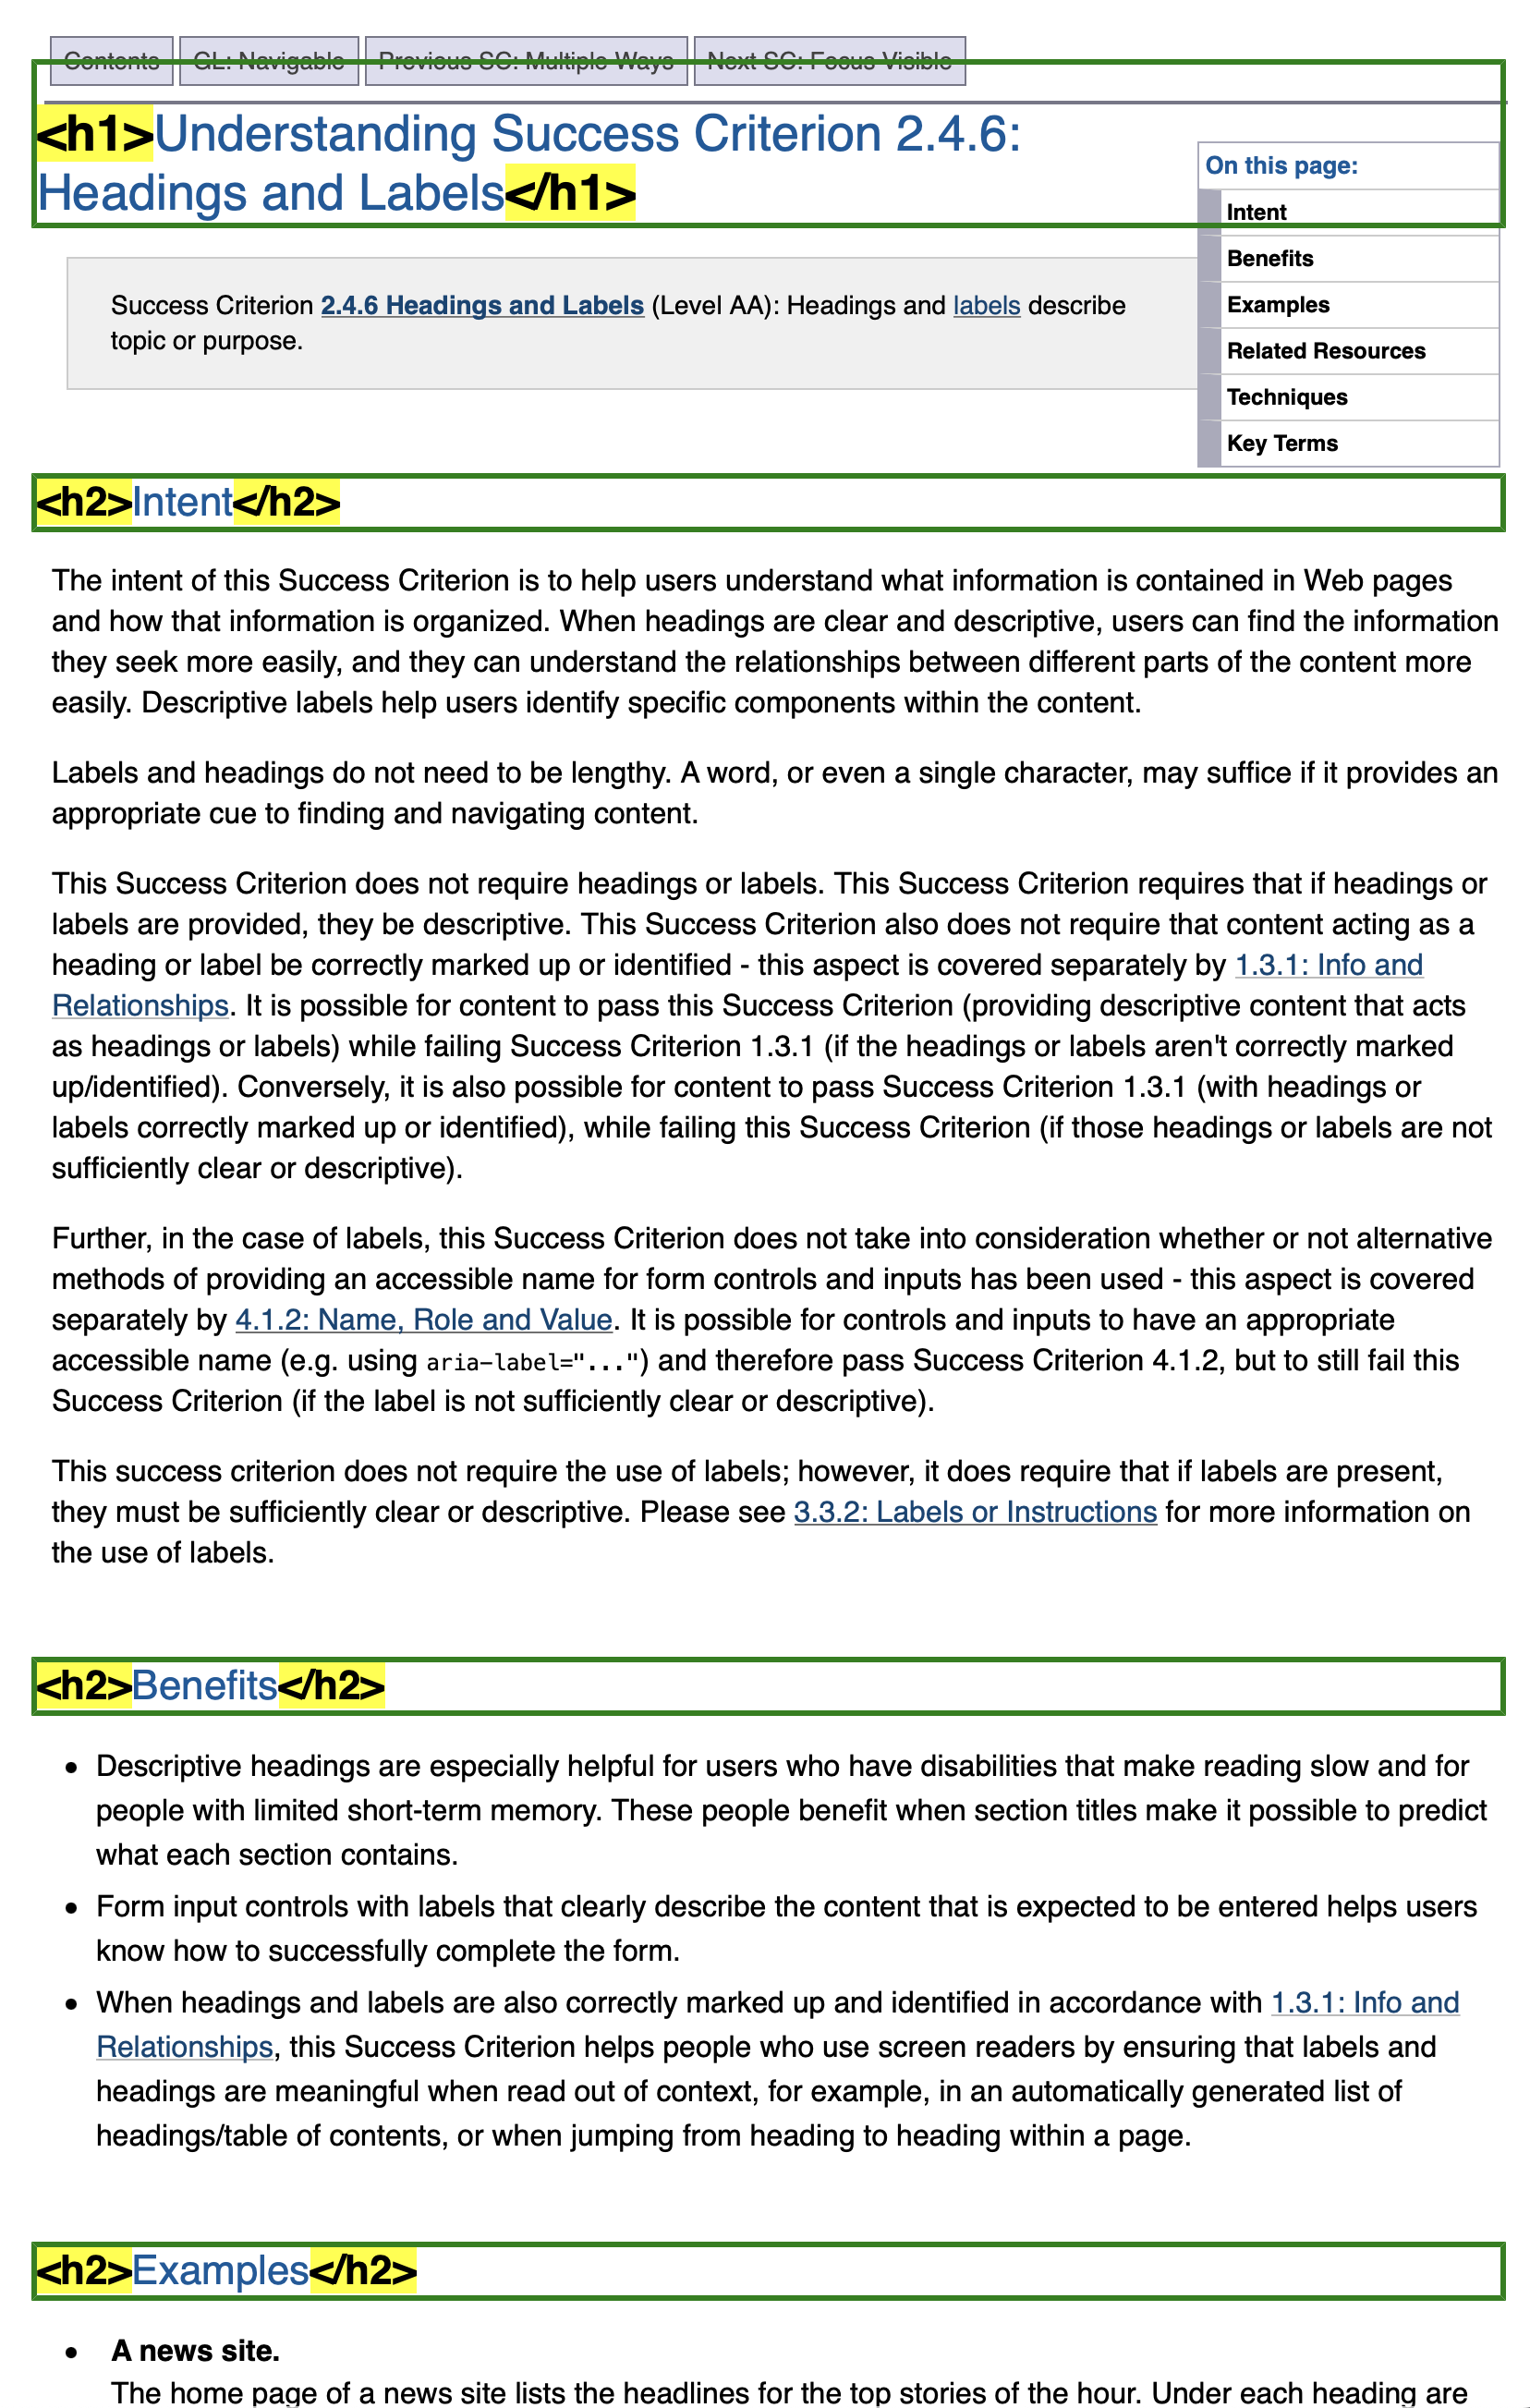 Contents GL: Navigable Previous SC: Multiple Ways Next SC: Focus Visible
<h1>Understanding Success Criterion 2.4.6:
Headings and Labels</h1>
On this page:
Intent
Benefits
Examples
Related Resources
Techniques
Key Terms
Success Criterion 2.4.6 Headings and Labels (Level AA): Headings and labels describe
topic or purpose.
<h2>Intent</h2>
The intent of this Success Criterion is to help users understand what information is contained in Web pages
and how that information is organized. When headings are clear and descriptive, users can find the information
they seek more easily, and they can understand the relationships between different parts of the content more
easily. Descriptive labels help users identify specific components within the content.
Labels and headings do not need to be lengthy. A word, or even a single character, may suffice if it provides an
appropriate cue to finding and navigating content.
This Success Criterion does not require headings or labels. This Success Criterion requires that if headings or
labels are provided, they be descriptive. This Success Criterion also does not require that content acting as a
heading or label be correctly marked up or identified - this aspect is covered separately by 1.3.1: Info and
Relationships. It is possible for content to pass this Success Criterion (providing descriptive content that acts
as headings or labels) while failing Success Criterion 1.3.1 (if the headings or labels aren't correctly marked
up/identified). Conversely, it is also possible for content to pass Success Criterion 1.3.1 (with headings or
labels correctly marked up or identified), while failing this Success Criterion (if those headings or labels are not
sufficiently clear or descriptive).
Further, in the case of labels, this Success Criterion does not take into consideration whether or not alternative
methods of providing an accessible name for form controls and inputs has been used - this aspect is covered
separately by 4.1.2: Name, Role and Value. It is possible for controls and inputs to have an appropriate
accessible name (e.g. using aria-label="...") and therefore pass Success Criterion 4.1.2, but to still fail this
Success Criterion (if the label is not sufficiently clear or descriptive).
This success criterion does not require the use of labels; however, it does require that if labels are present,
they must be sufficiently clear or descriptive. Please see 3.3.2: Labels or Instructions for more information on
the use of labels.
<h2>Benefits</h2>
• Descriptive headings are especially helpful for users who have disabilities that make reading slow and for
people with limited short-term memory. These people benefit when section titles make it possible to predict
what each section contains.
• Form input controls with labels that clearly describe the content that is expected to be entered helps users
know how to successfully complete the form.
• When headings and labels are also correctly marked up and identified in accordance with 1.3.1: Info and
Relationships, this Success Criterion helps people who use screen readers by ensuring that labels and
headings are meaningful when read out of context, for example, in an automatically generated list of
headings/table of contents, or when jumping from heading to heading within a page.
<h2>Examples</h2>
• A news site.
The home page of a news site lists the headlines for the top stories of the hour. Under each heading are